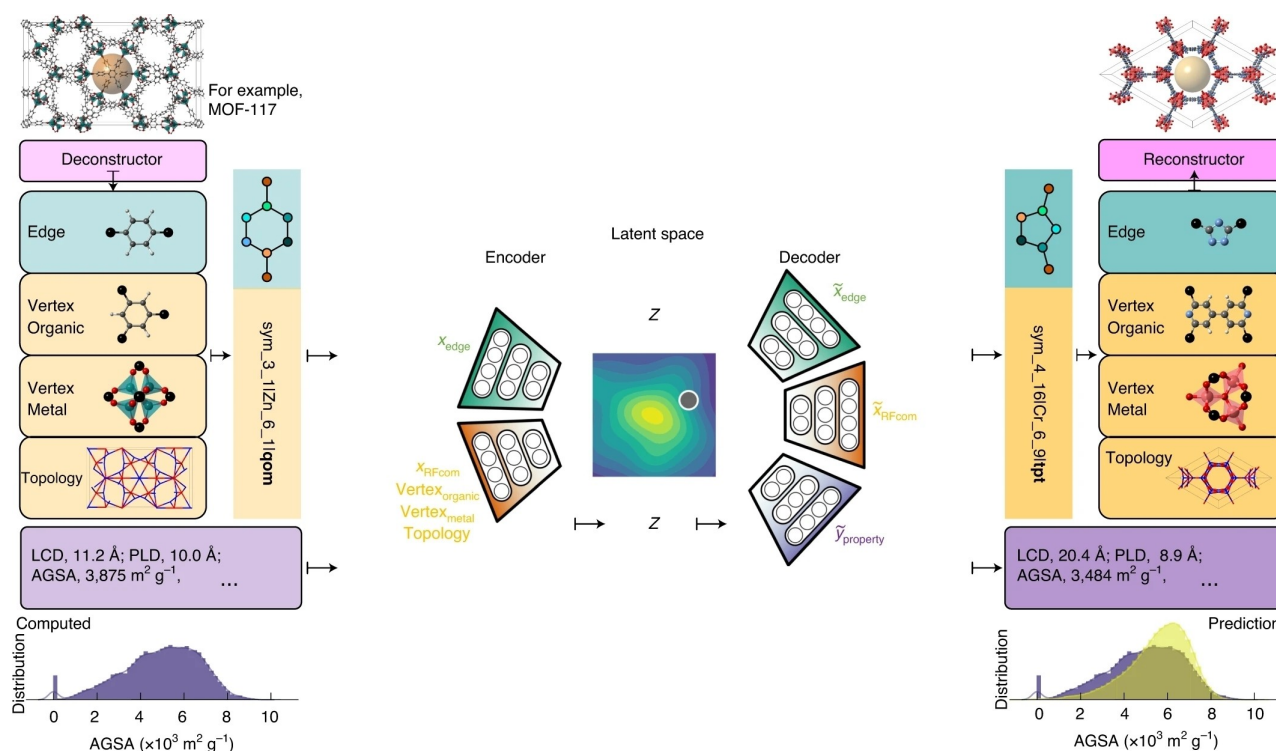 For example,
MOF-117
Deconstructor
Edge
Vertex
Organic
Vertex
Metal
Topology
sym_3_1|Zn_6_1|qom
LCD, 11.2 Å; PLD, 10.0 Å;
AGSA, 3,875 m² g⁻¹, ...
Computed
Distribution
0 2 4 6 8 10
AGSA (×10³ m² g⁻¹)
Latent space
Encoder
Decoder
Z
x_edge
x_RFcom
Vertex_organic
Vertex_metal
Topology
Z
x̃_edge
x̃_RFcom
ỹ_property
Reconstructor
sym_4_16|Cr_6_9|tpt
Edge
Vertex
Organic
Vertex
Metal
Topology
LCD, 20.4 Å; PLD, 8.9 Å;
AGSA, 3,484 m² g⁻¹, ...
Prediction
Distribution
0 2 4 6 8 10
AGSA (×10³ m² g⁻¹)